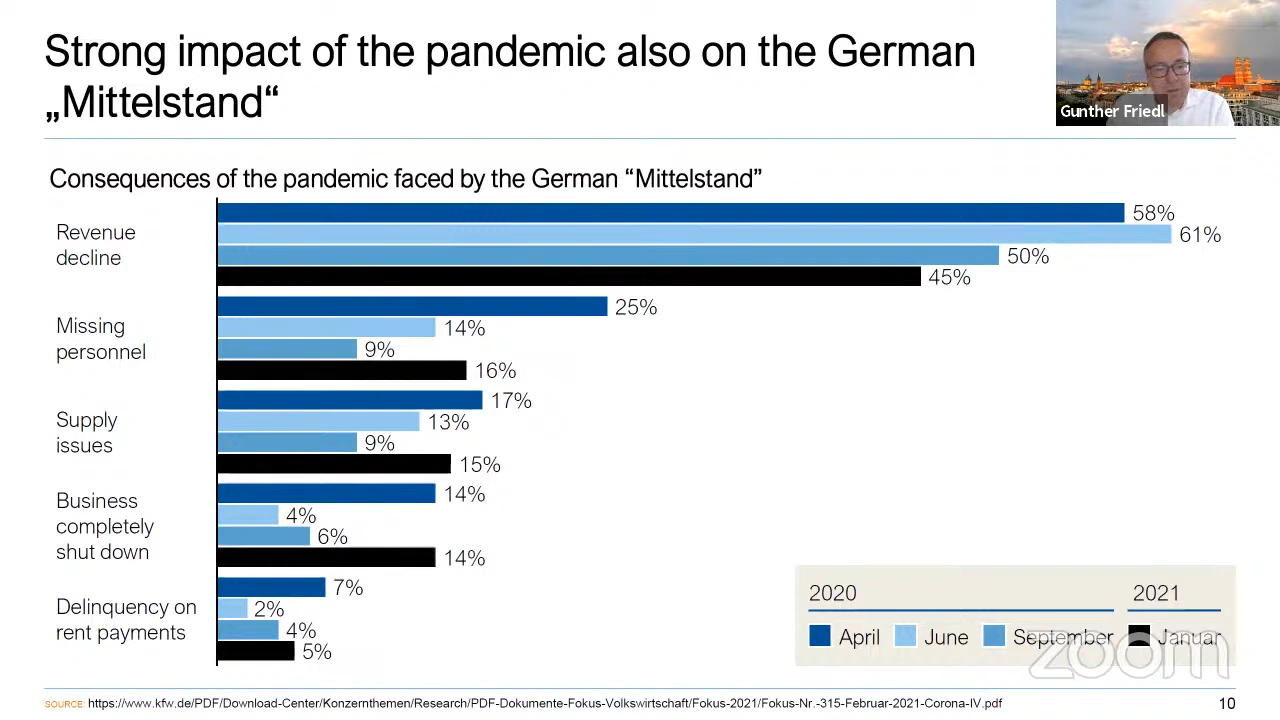 Strong impact of the pandemic also on the German
„Mittelstand“
Gunther Friedl
Consequences of the pandemic faced by the German “Mittelstand”
Revenue
decline
58%
61%
50%
45%
Missing
personnel
25%
14%
9%
16%
Supply
issues
17%
13%
9%
15%
Business
completely
shut down
14%
4%
6%
14%
Delinquency on
rent payments
7%
2%
4%
5%
2020 2021
April June September Januar
zoom
SOURCE: https://www.kfw.de/PDF/Download-Center/Konzernthemen/Research/PDF-Dokumente-Fokus-Volkswirtschaft/Fokus-2021/Fokus-Nr.-315-Februar-2021-Corona-IV.pdf
10